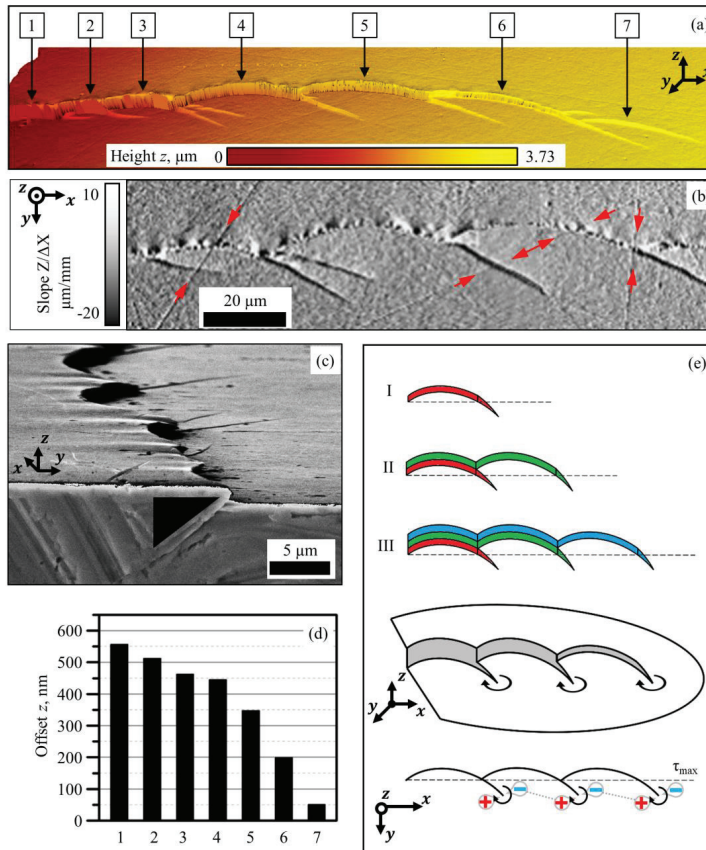 1 2 3 4 5 6 7 (a)
z
x
y
Height z, μm 0 3.73
z x
y
10
Slope Z/ΔX
μm/mm
-20
(b)
20 μm
(c)
z
x y
5 μm
(e)
I
II
III
z
y x
τmax
z x
y
+ − + − + −
(d)
Offset z, nm
600
500
400
300
200
100
0
1 2 3 4 5 6 7